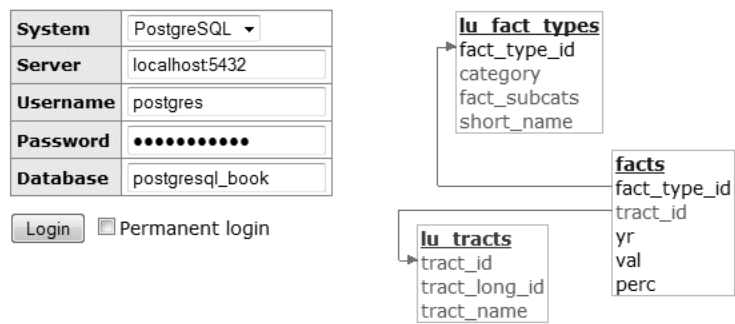 System PostgreSQL
Server localhost:5432
Username postgres
Password •••••••••••
Database postgresql_book
Login Permanent login
lu_fact_types
fact_type_id
category
fact_subcats
short_name
facts
fact_type_id
tract_id
yr
val
perc
lu_tracts
tract_id
tract_long_id
tract_name